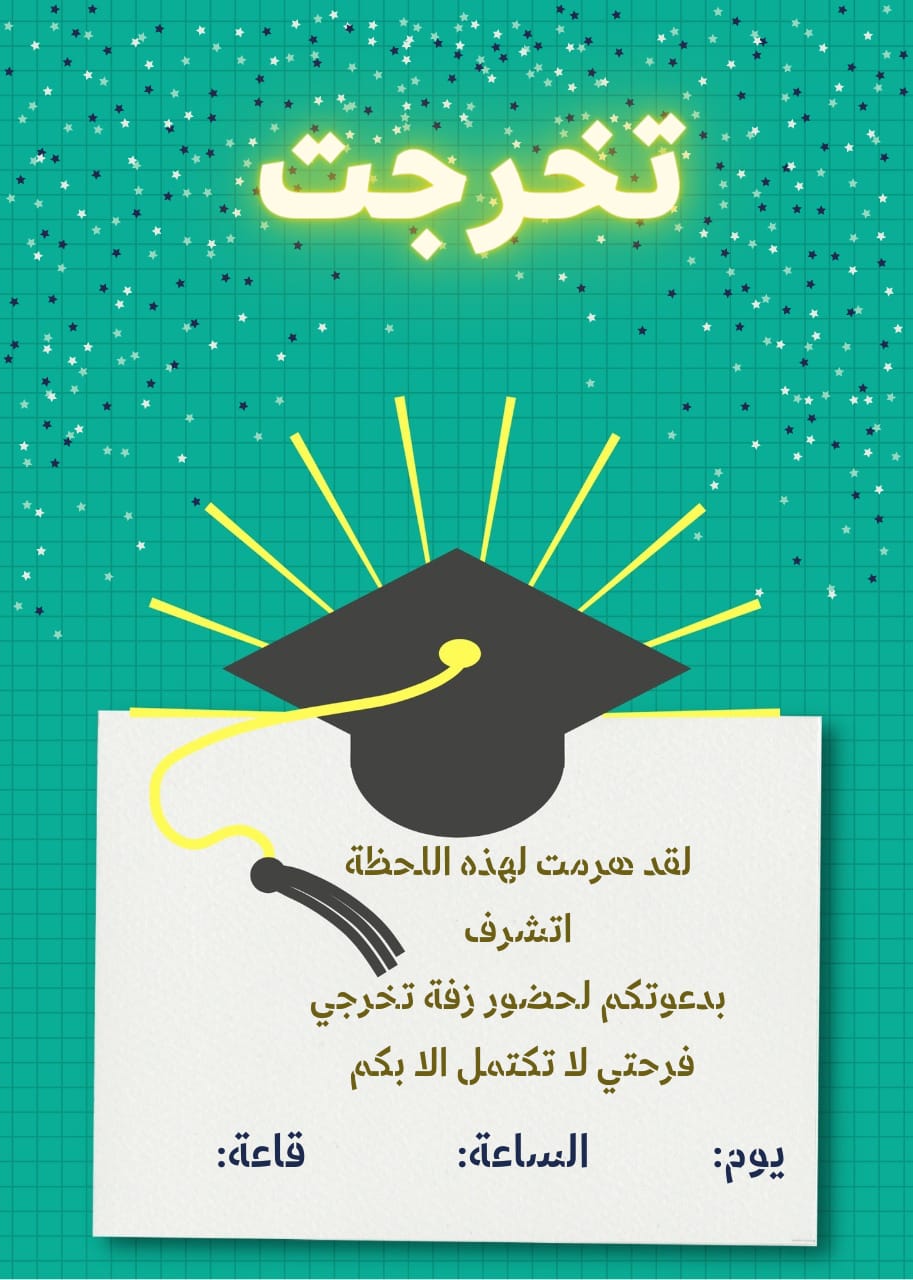 تخرجت
لقد هرمت لهذه اللحظة
اتشرف
بدعوتكم لحضور زفة تخرجي
فرحتي لا تكتمل الا بكم
يوم: الساعة: قاعة: